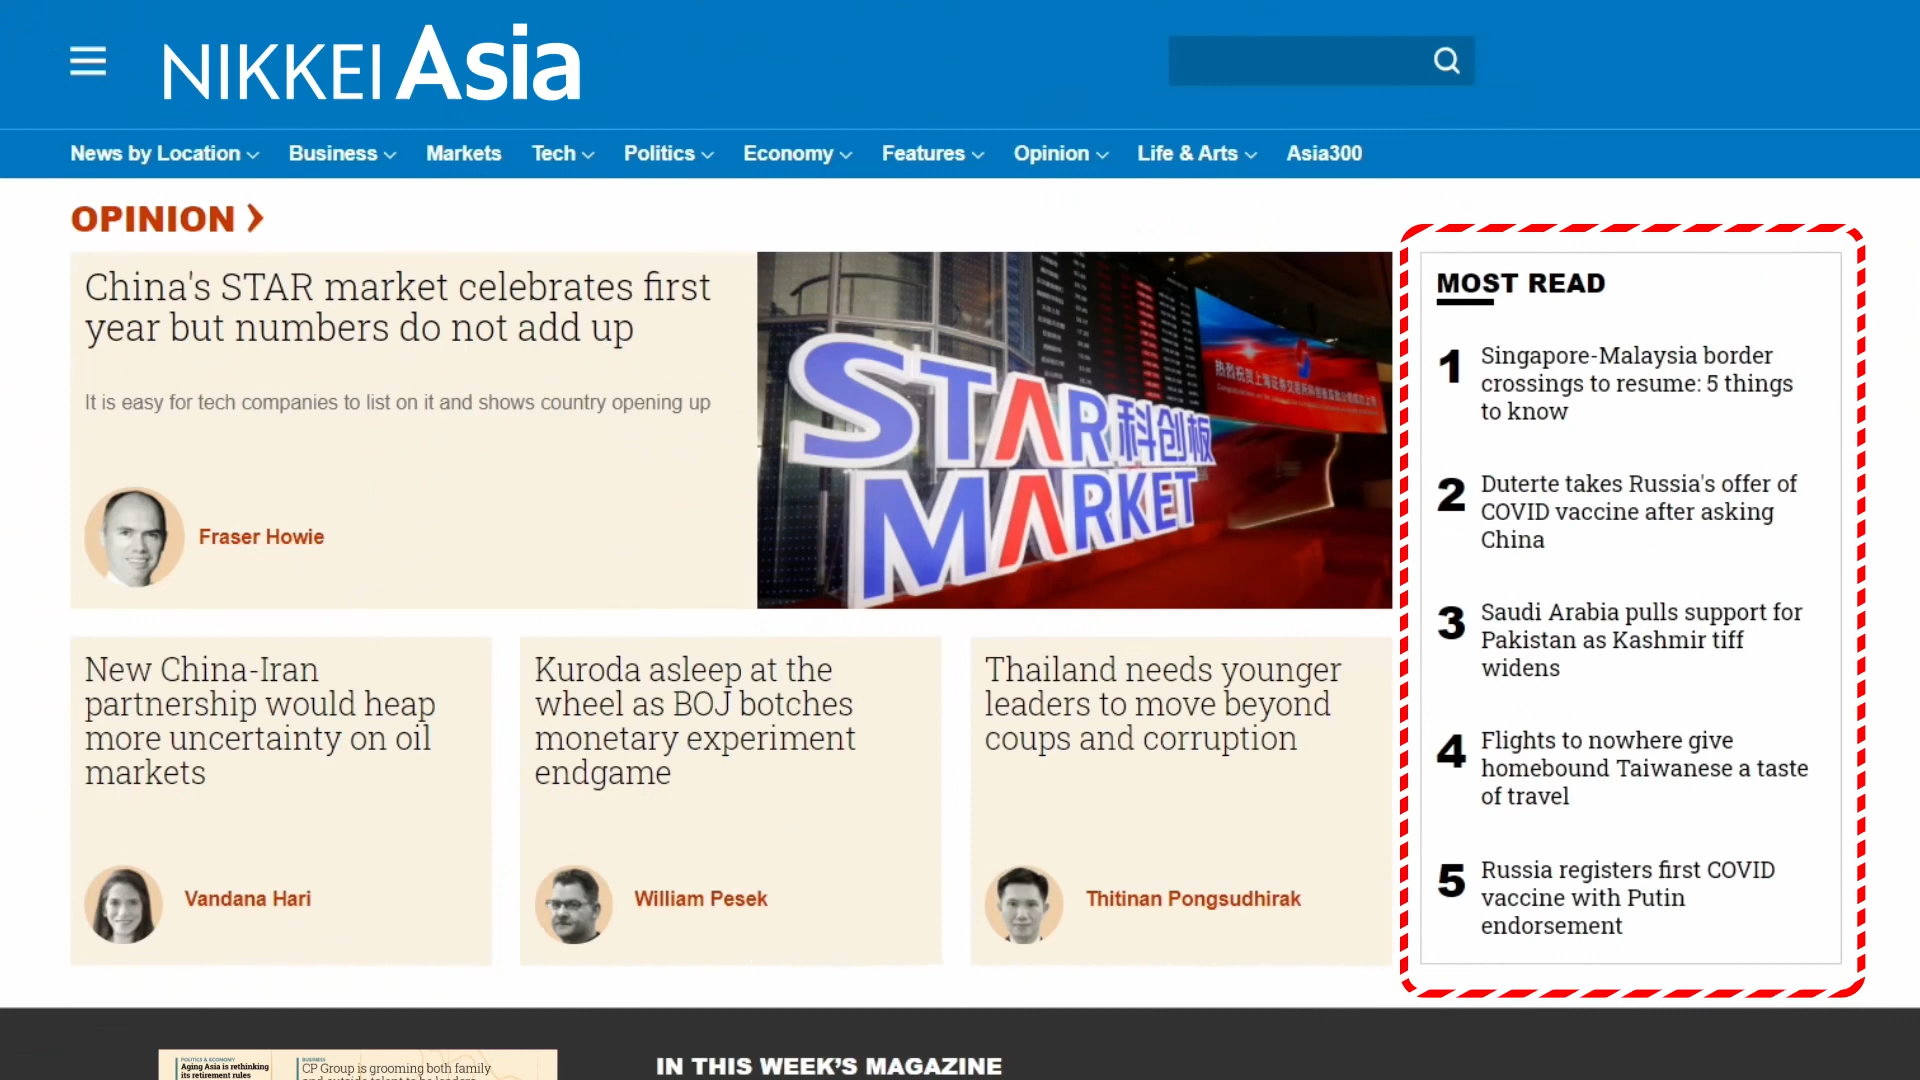 NIKKEI Asia
News by Location
Business
Markets
Tech
Politics
Economy
Features
Opinion
Life & Arts
Asia300
OPINION
China's STAR market celebrates first
year but numbers do not add up
It is easy for tech companies to list on it and shows country opening up
Fraser Howie
STAR 科创板
MARKET
New China-Iran
partnership would heap
more uncertainty on oil
markets
Vandana Hari
Kuroda asleep at the
wheel as BOJ botches
monetary experiment
endgame
William Pesek
Thailand needs younger
leaders to move beyond
coups and corruption
Thitinan Pongsudhirak
MOST READ
1 Singapore-Malaysia border
crossings to resume: 5 things
to know
2 Duterte takes Russia's offer of
COVID vaccine after asking
China
3 Saudi Arabia pulls support for
Pakistan as Kashmir tiff
widens
4 Flights to nowhere give
homebound Taiwanese a taste
of travel
5 Russia registers first COVID
vaccine with Putin
endorsement
POLITICS & ECONOMY
Aging Asia is rethinking
its retirement rules
BUSINESS
CP Group is grooming both family
IN THIS WEEK'S MAGAZINE